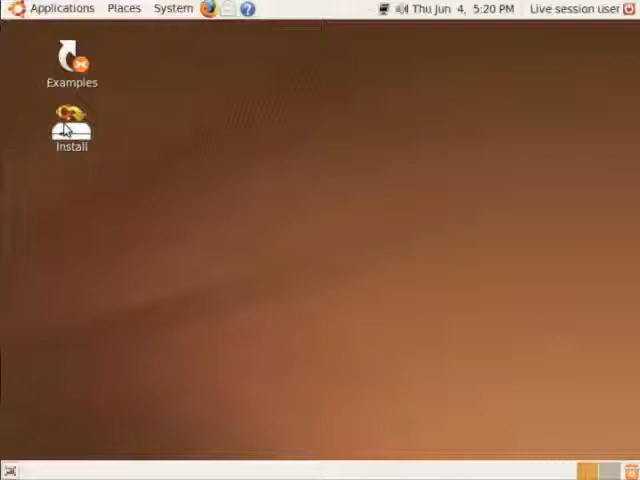 Applications Places System Thu Jun 4, 5:20 PM Live session user
Examples
Install